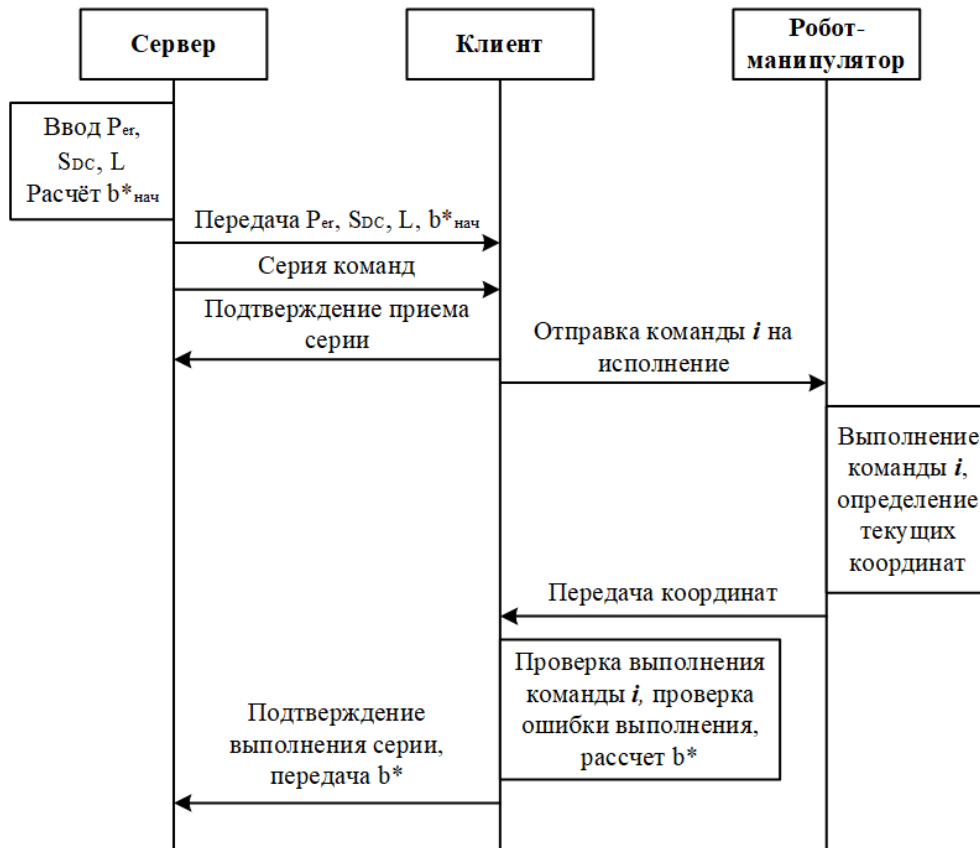 Сервер
Клиент
Робот-
манипулятор
Ввод Per,
SDC, L
Расчёт b*нач
Передача Per, SDC, L, b*нач
Серия команд
Подтверждение приема
серии
Отправка команды i на
исполнение
Выполнение
команды i,
определение
текущих
координат
Передача координат
Проверка выполнения
команды i, проверка
ошибки выполнения,
рассчет b*
Подтверждение
выполнения серии,
передача b*